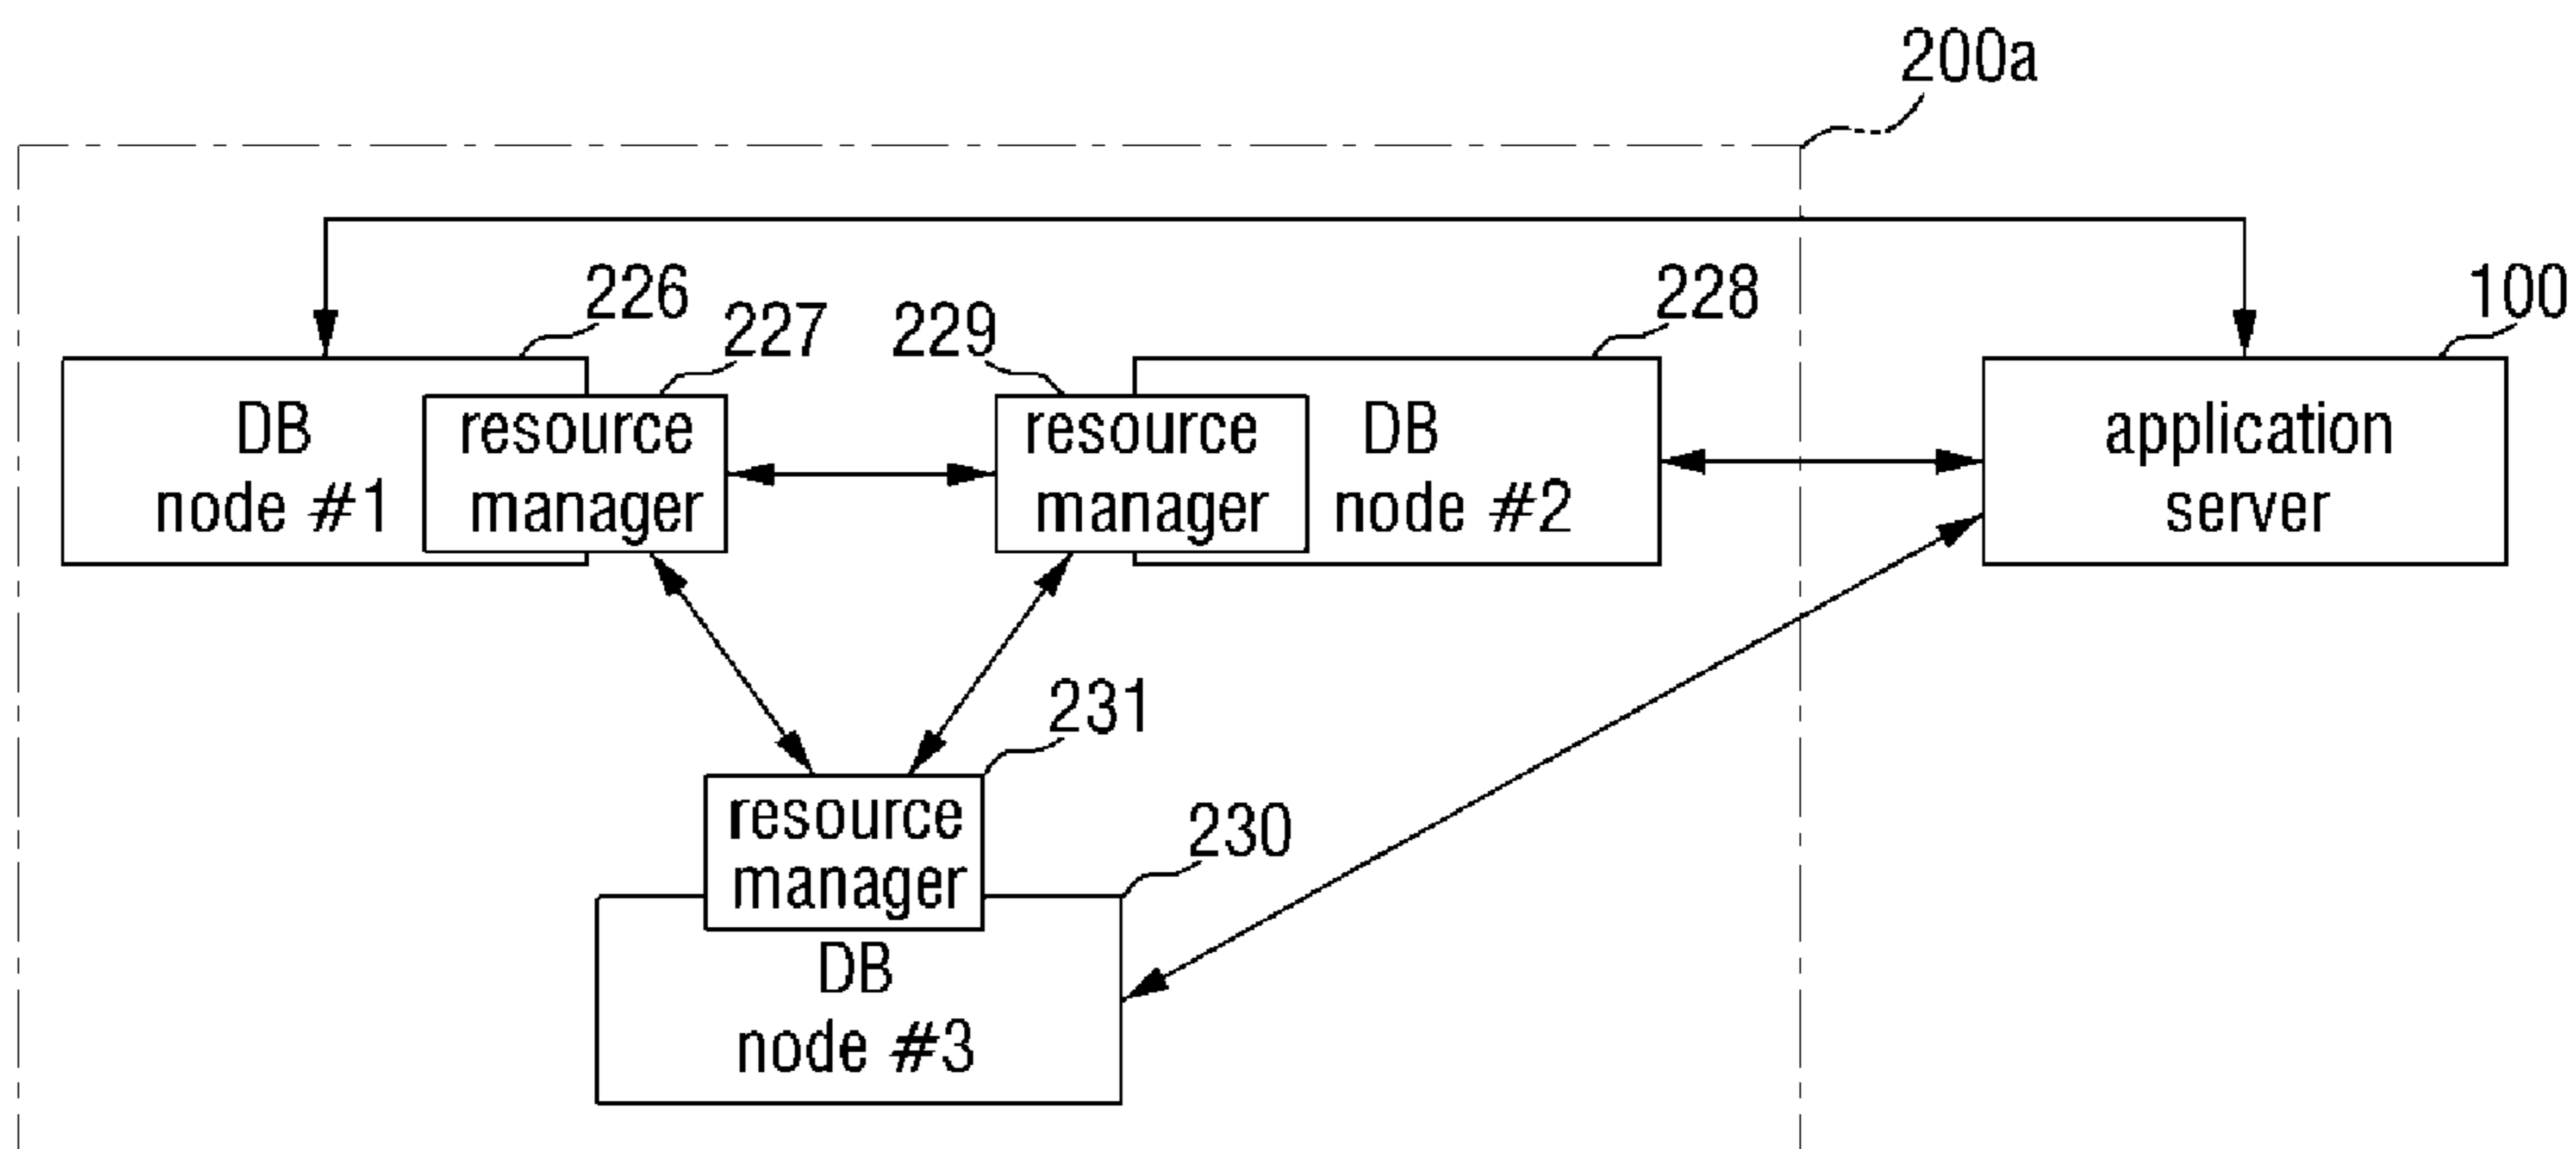 200a
226
227
229
228
100
DB
node #1
resource
manager
resource
manager
DB
node #2
application
server
231
resource
manager
230
DB
node #3